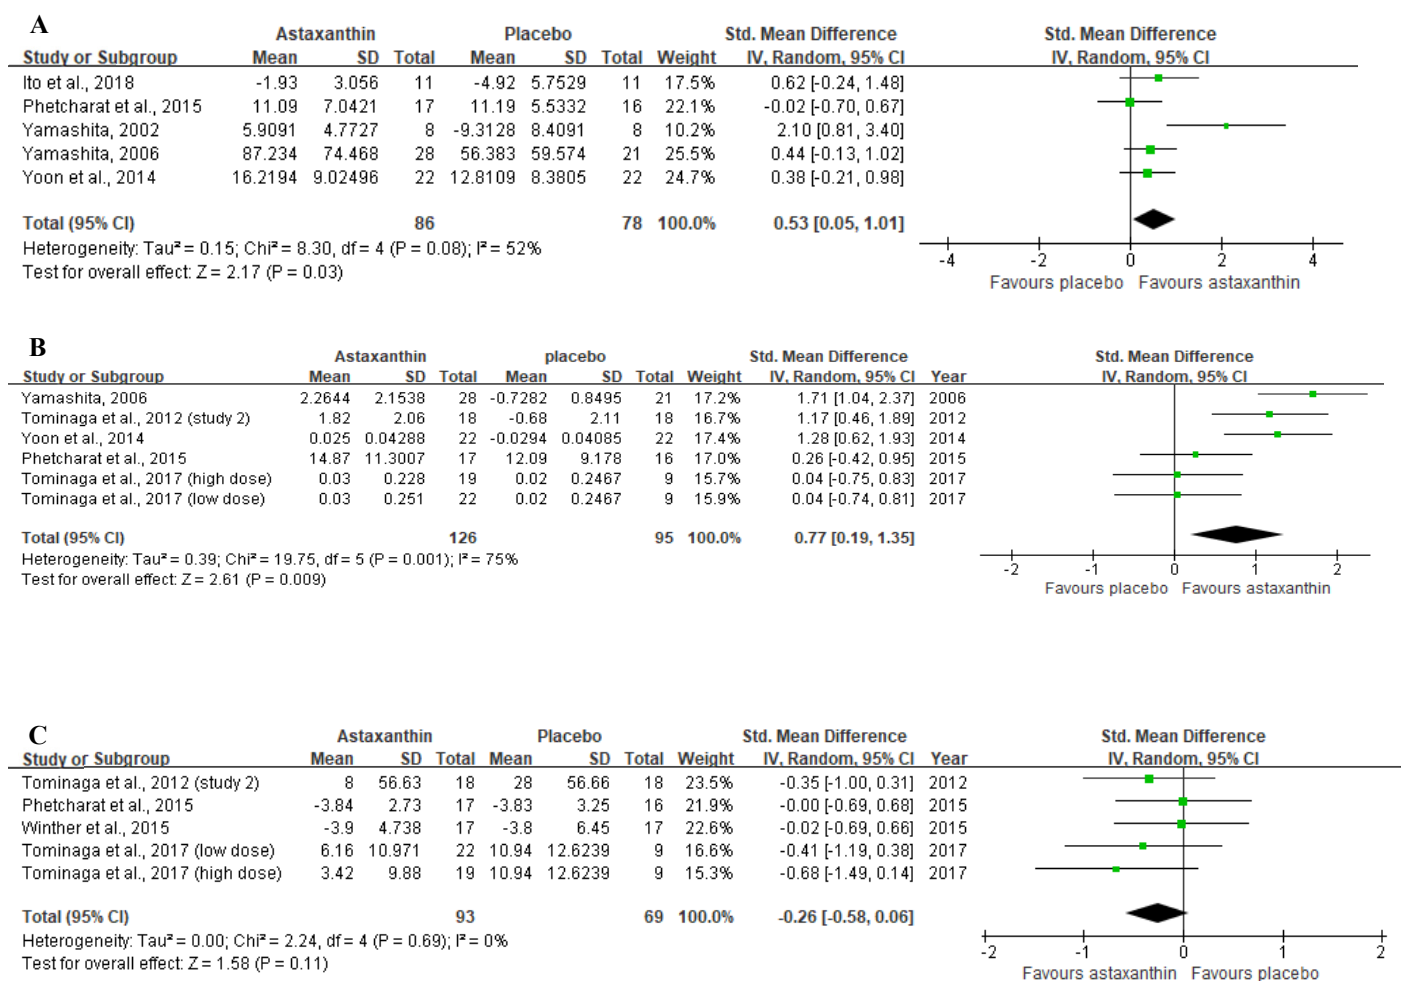 A
Astaxanthin Placebo Std. Mean Difference Std. Mean Difference
Study or Subgroup Mean SD Total Mean SD Total Weight IV, Random, 95% CI IV, Random, 95% CI
Ito et al., 2018 -1.93 3.056 11 -4.92 5.7529 11 17.5% 0.62 [-0.24, 1.48]
Phetcharat et al., 2015 11.09 7.0421 17 11.19 5.5332 16 22.1% -0.02 [-0.70, 0.67]
Yamashita, 2002 5.9091 4.7727 8 -9.3128 8.4091 8 10.2% 2.10 [0.81, 3.40]
Yamashita, 2006 87.234 74.468 28 56.383 59.574 21 25.5% 0.44 [-0.13, 1.02]
Yoon et al., 2014 16.2194 9.02496 22 12.8109 8.3805 22 24.7% 0.38 [-0.21, 0.98]
Total (95% CI) 86 78 100.0% 0.53 [0.05, 1.01]
Heterogeneity: Tau² = 0.15; Chi² = 8.30, df = 4 (P = 0.08); I² = 52%
Test for overall effect: Z = 2.17 (P = 0.03)
-4 -2 0 2 4
Favours placebo Favours astaxanthin
B
Astaxanthin placebo Std. Mean Difference Std. Mean Difference
Study or Subgroup Mean SD Total Mean SD Total Weight IV, Random, 95% CI Year IV, Random, 95% CI
Yamashita, 2006 2.2644 2.1538 28 -0.7282 0.8495 21 17.2% 1.71 [1.04, 2.37] 2006
Tominaga et al., 2012 (study 2) 1.82 2.06 18 -0.68 2.11 18 16.7% 1.17 [0.46, 1.89] 2012
Yoon et al., 2014 0.025 0.04288 22 -0.0294 0.04085 22 17.4% 1.28 [0.62, 1.93] 2014
Phetcharat et al., 2015 14.87 11.3007 17 12.09 9.178 16 17.0% 0.26 [-0.42, 0.95] 2015
Tominaga et al., 2017 (high dose) 0.03 0.228 19 0.02 0.2467 9 15.7% 0.04 [-0.75, 0.83] 2017
Tominaga et al., 2017 (low dose) 0.03 0.251 22 0.02 0.2467 9 15.9% 0.04 [-0.74, 0.81] 2017
Total (95% CI) 126 95 100.0% 0.77 [0.19, 1.35]
Heterogeneity: Tau² = 0.39; Chi² = 19.75, df = 5 (P = 0.001); I² = 75%
Test for overall effect: Z = 2.61 (P = 0.009)
-2 -1 0 1 2
Favours placebo Favours astaxanthin
C
Astaxanthin Placebo Std. Mean Difference Std. Mean Difference
Study or Subgroup Mean SD Total Mean SD Total Weight IV, Random, 95% CI Year IV, Random, 95% CI
Tominaga et al., 2012 (study 2) 8 56.63 18 28 56.66 18 23.5% -0.35 [-1.00, 0.31] 2012
Phetcharat et al., 2015 -3.84 2.73 17 -3.83 3.25 16 21.9% -0.00 [-0.69, 0.68] 2015
Winther et al., 2015 -3.9 4.738 17 -3.8 6.45 17 22.6% -0.02 [-0.69, 0.66] 2015
Tominaga et al., 2017 (low dose) 6.16 10.971 22 10.94 12.6239 9 16.6% -0.41 [-1.19, 0.38] 2017
Tominaga et al., 2017 (high dose) 3.42 9.88 19 10.94 12.6239 9 15.3% -0.68 [-1.49, 0.14] 2017
Total (95% CI) 93 69 100.0% -0.26 [-0.58, 0.06]
Heterogeneity: Tau² = 0.00; Chi² = 2.24, df = 4 (P = 0.69); I² = 0%
Test for overall effect: Z = 1.58 (P = 0.11)
-2 -1 0 1 2
Favours astaxanthin Favours placebo